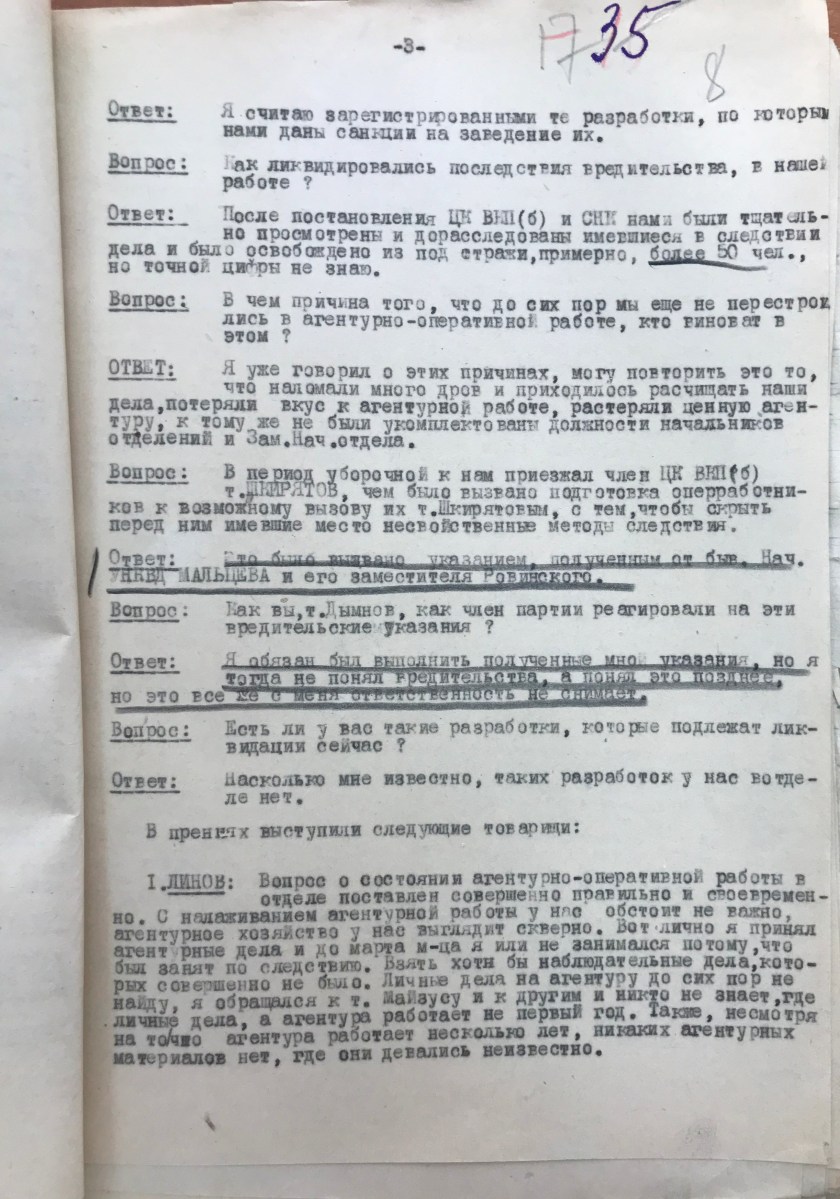 -3-
17 35
8
Ответ: Я считаю зарегистрированными те разработки, по которым
нами даны санкции на заведение их.
Вопрос: Как ликвидировались последствия вредительства, в нашей
работе ?
Ответ: После постановления ЦК ВКП(б) и СНК нами были тщатель-
но просмотрены и дорасследованы имевшиеся в следствии
дела и было освобождено из под стражи,примерно, более 50 чел.,
но точной цифры не знаю.
Вопрос: В чем причина того, что до сих пор мы еще не перестрои
лись в агентурно-оперативной работе, кто виноват в
этом ?
ОТВЕТ: Я уже говорил о этих причинах, могу повторить это то,
что наломали много дров и приходилось расчищать наши
дела,потеряли вкус к агентурной работе, растеряли ценную аген-
туру, к тому же не были укомплектованы должности начальников
отделений и Зам.Нач.отдела.
Вопрос: В период уборочной к нам приезжал член ЦК ВКП(б)
т.ШКИРЯТОВ, чем было вызвано подготовка оперработни-
ков к возможному вызову их т.Шкирятовым, с тем,чтобы скрыть
перед ним имевшие место несвойственные методы следствия.
Ответ: Это было вызвано указанием, полученным от быв. Нач.
УНКВД МАЛЬЦЕВА и его заместителя Ровинского.
Вопрос: Как вы,т.Дымнов, как член партии реагировали на эти
вредительские указания ?
Ответ: Я обязан был выполнить полученные мной указания, но я
тогда не понял вредительства, а понял это позднее,
но это все же с меня ответственность не снимает.
Вопрос: Есть ли у вас такие разработки, которые подлежат лик-
видации сейчас ?
Ответ: Насколько мне известно, таких разработок у нас вотде-
ле нет.
В прениях выступили следующие товарищи:
I.ЛИНОВ: Вопрос о состоянии агентурно-оперативной работы в
отделе поставлен совершенно правильно и своевремен-
но. С налаживанием агентурной работы у нас обстоит не важно,
агентурное хозяйство у нас выглядит скверно. Вот лично я принял
агентурные дела и до марта м-ца я или не занимался потому,что
был занят по следствию. Взять хотя бы наблюдательные дела,кото-
рых совершенно не было. Личные дела на агентуру до сих пор не
найду, я обращался к т. Майзусу и к другим и никто не знает,где
личные дела, а агентура работает не первый год. Также, несмотря
на то/что агентура работает несколько лет, никаких агентурных
материалов нет, где они девались неизвестно.